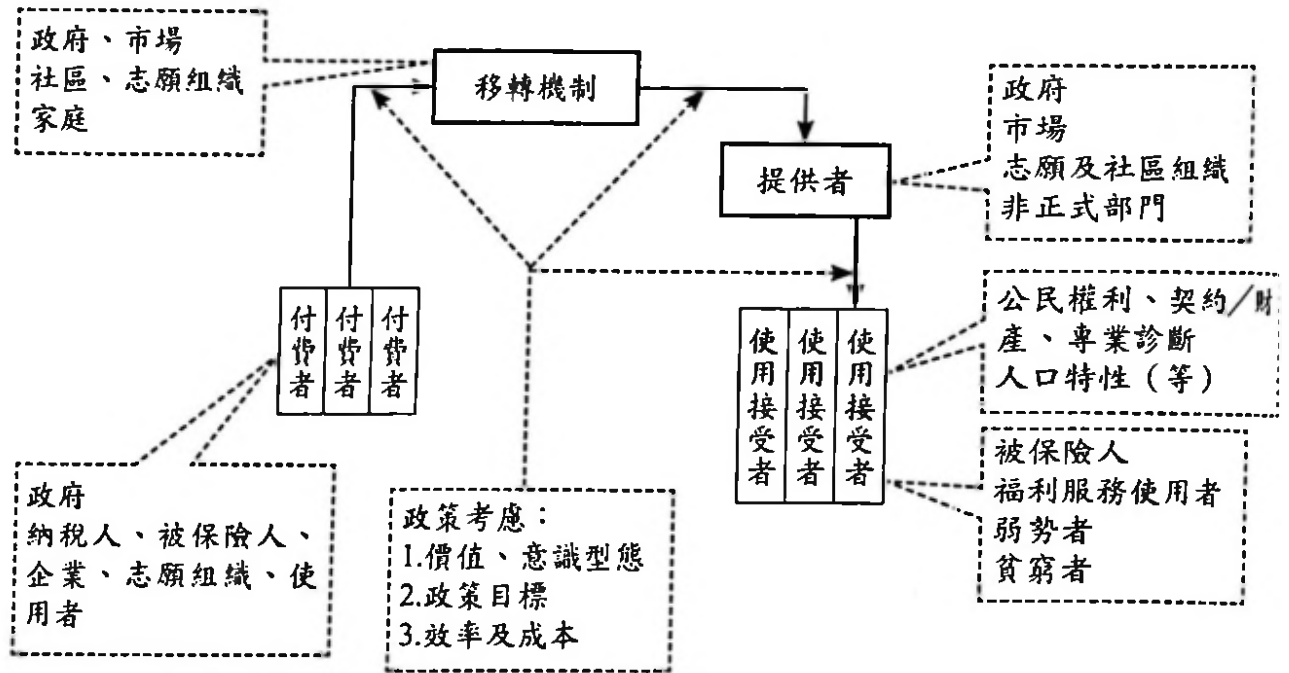 政府、市場
社區、志願組織
家庭
移轉機制
政府
市場
志願及社區組織
非正式部門
提供者
付費者
付費者
付費者
使用接受者
使用接受者
使用接受者
公民權利、契約/財
產、專業診斷
人口特性（等）
被保險人
福利服務使用者
弱勢者
貧窮者
政府
納稅人、被保險人、
企業、志願組織、使
用者
政策考慮：
1.價值、意識型態
2.政策目標
3.效率及成本